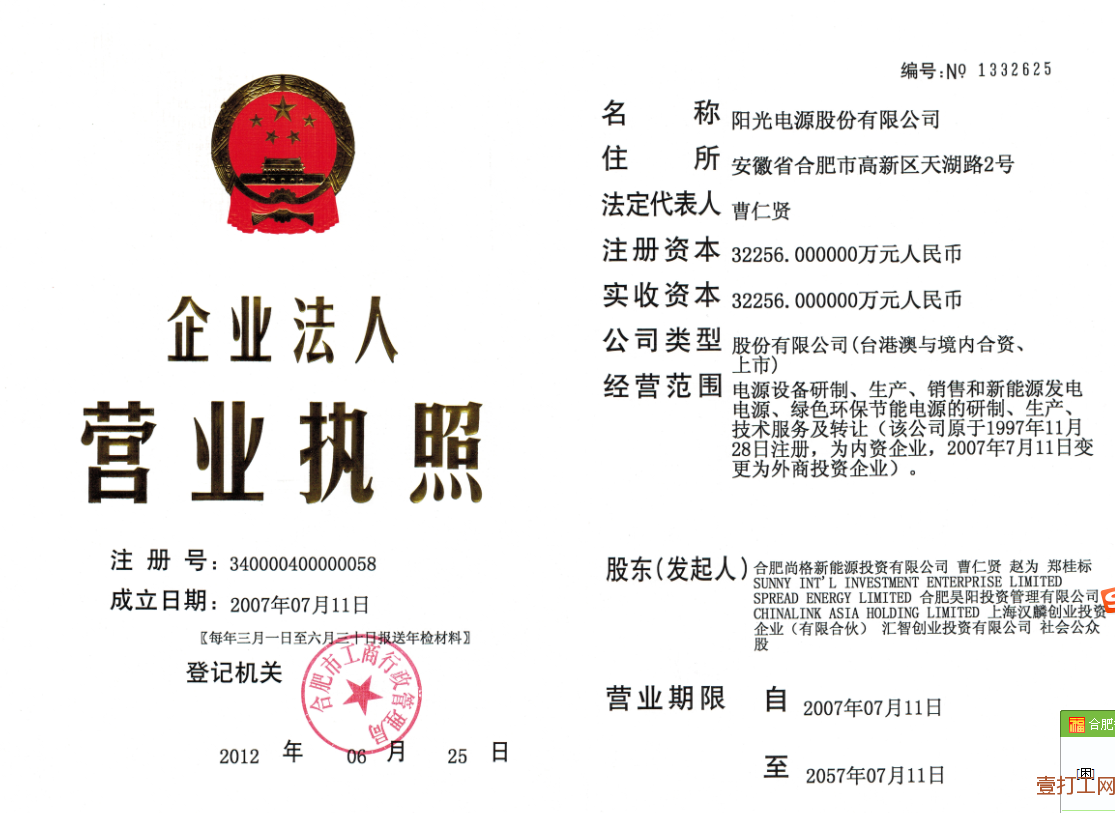 企业法人
营业执照
注册号：340000400000058
成立日期：2007年07月11日
〖每年三月一日至六月三十日报送年检材料〗
登记机关
合肥市工商行政管理局
2012 年 06 月 25 日
编号:№ 1332625
名称 阳光电源股份有限公司
住所 安徽省合肥市高新区天湖路2号
法定代表人 曹仁贤
注册资本 32256.000000万元人民币
实收资本 32256.000000万元人民币
公司类型 股份有限公司(台港澳与境内合资、
上市)
经营范围 电源设备研制、生产、销售和新能源发电
电源、绿色环保节能电源的研制、生产、
技术服务及转让（该公司原于1997年11月
28日注册，为内资企业，2007年7月11日变
更为外商投资企业）。
股东(发起人) 合肥尚格新能源投资有限公司 曹仁贤 赵为 郑桂标
SUNNY INT'L INVESTMENT ENTERPRISE LIMITED
SPREAD ENERGY LIMITED 合肥昊阳投资管理有限公司
CHINALINK ASIA HOLDING LIMITED 上海汉麟创业投资
企业（有限合伙） 汇智创业投资有限公司 社会公众
股
营业期限 自 2007年07月11日
至 2057年07月11日
福 合肥
[困]
壹打工网